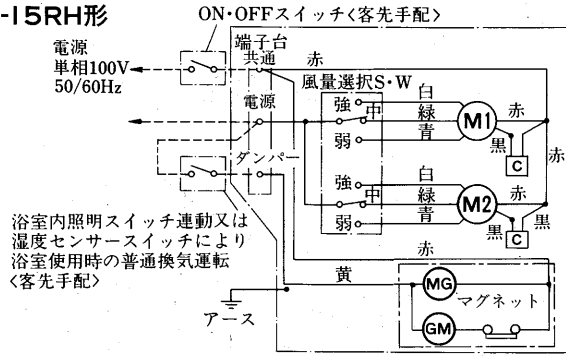 -15RH形
ON・OFFスイッチ<客先手配>
電源
単相100V
50/60Hz
端子台
共通
赤
電源
ダンパー
風量選択S・W
強
中
弱
白
緑
青
M1
赤
黒
C
赤
強
中
弱
白
緑
青
M2
赤
黒
黒
C
浴室内照明スイッチ連動又は
湿度センサースイッチにより
浴室使用時の普通換気運転
<客先手配>
赤
黄
MG
マグネット
GM
アース